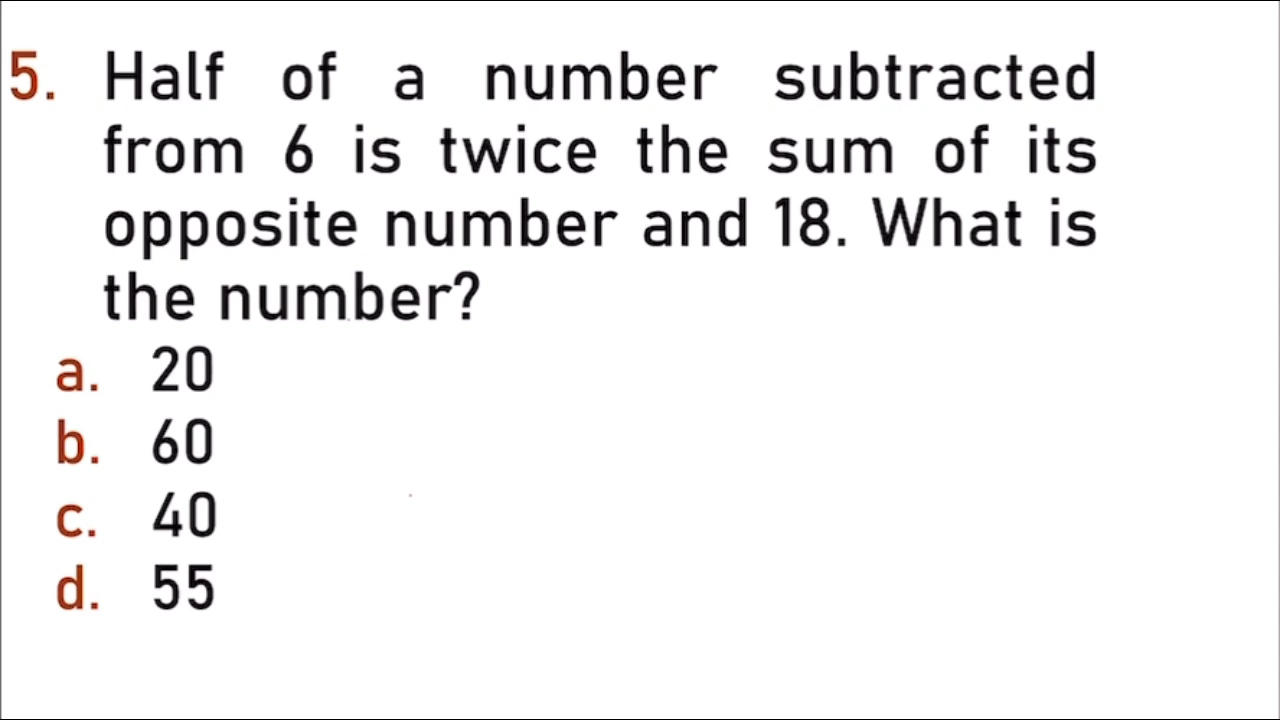 5. Half of a number subtracted
from 6 is twice the sum of its
opposite number and 18. What is
the number?
a. 20
b. 60
c. 40
d. 55